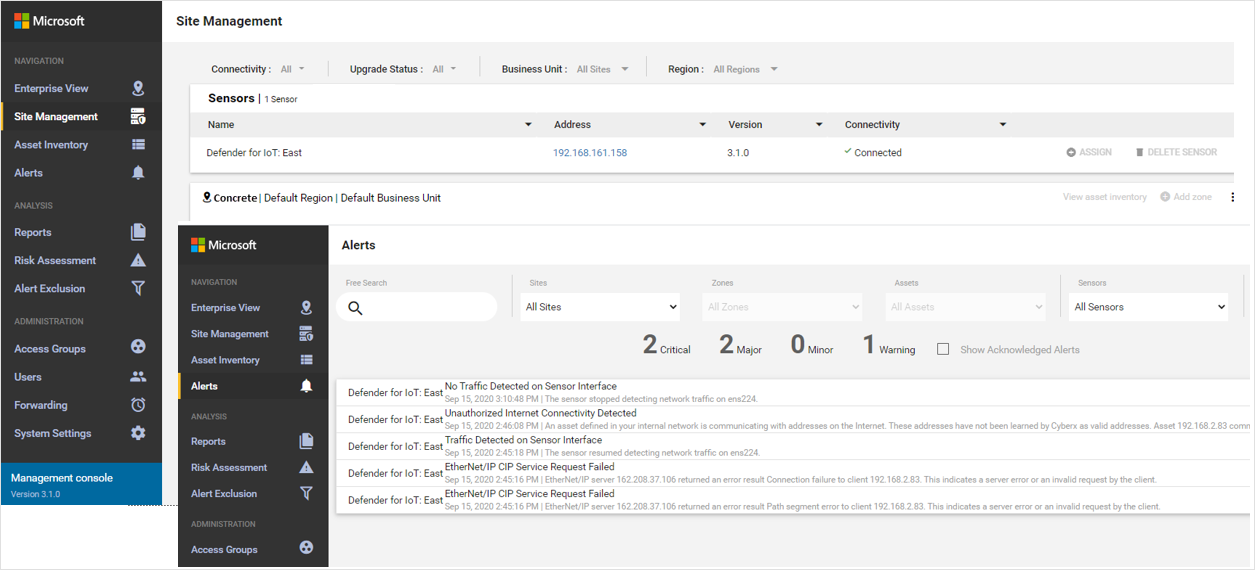 Microsoft
NAVIGATION
Enterprise View
Site Management
Asset Inventory
Alerts
ANALYSIS
Reports
Risk Assessment
Alert Exclusion
ADMINISTRATION
Access Groups
Users
Forwarding
System Settings
Management console
Version 3.1.0
Site Management
Connectivity : All Upgrade Status : All Business Unit : All Sites Region : All Regions
Sensors | 1 Sensor
Name Address Version Connectivity
Defender for IoT: East 192.168.161.158 3.1.0 Connected ASSIGN DELETE SENSOR
Concrete | Default Region | Default Business Unit View asset inventory Add zone
Microsoft
NAVIGATION
Enterprise View
Site Management
Asset Inventory
Alerts
ANALYSIS
Reports
Risk Assessment
Alert Exclusion
ADMINISTRATION
Access Groups
Alerts
Free Search Sites Zones Assets Sensors
All Sites All Zones All Assets All Sensors
2 Critical 2 Major 0 Minor 1 Warning Show Acknowledged Alerts
Defender for IoT: East No Traffic Detected on Sensor Interface
Sep 15, 2020 3:10:48 PM | The sensor stopped detecting network traffic on ens224.
Defender for IoT: East Unauthorized Internet Connectivity Detected
Sep 15, 2020 2:46:08 PM | An asset defined in your internal network is communicating with addresses on the Internet. These addresses have not been learned by Cyberx as valid addresses. Asset 192.168.2.83 comm
Defender for IoT: East Traffic Detected on Sensor Interface
Sep 15, 2020 2:45:18 PM | The sensor resumed detecting network traffic on ens224.
Defender for IoT: East EtherNet/IP CIP Service Request Failed
Sep 15, 2020 2:45:16 PM | EtherNet/IP server 162.208.37.106 returned an error result Connection failure to client 192.168.2.83. This indicates a server error or an invalid request by the client.
Defender for IoT: East EtherNet/IP CIP Service Request Failed
Sep 15, 2020 2:45:16 PM | EtherNet/IP server 162.208.37.106 returned an error result Path segment error to client 192.168.2.83. This indicates a server error or an invalid request by the client.